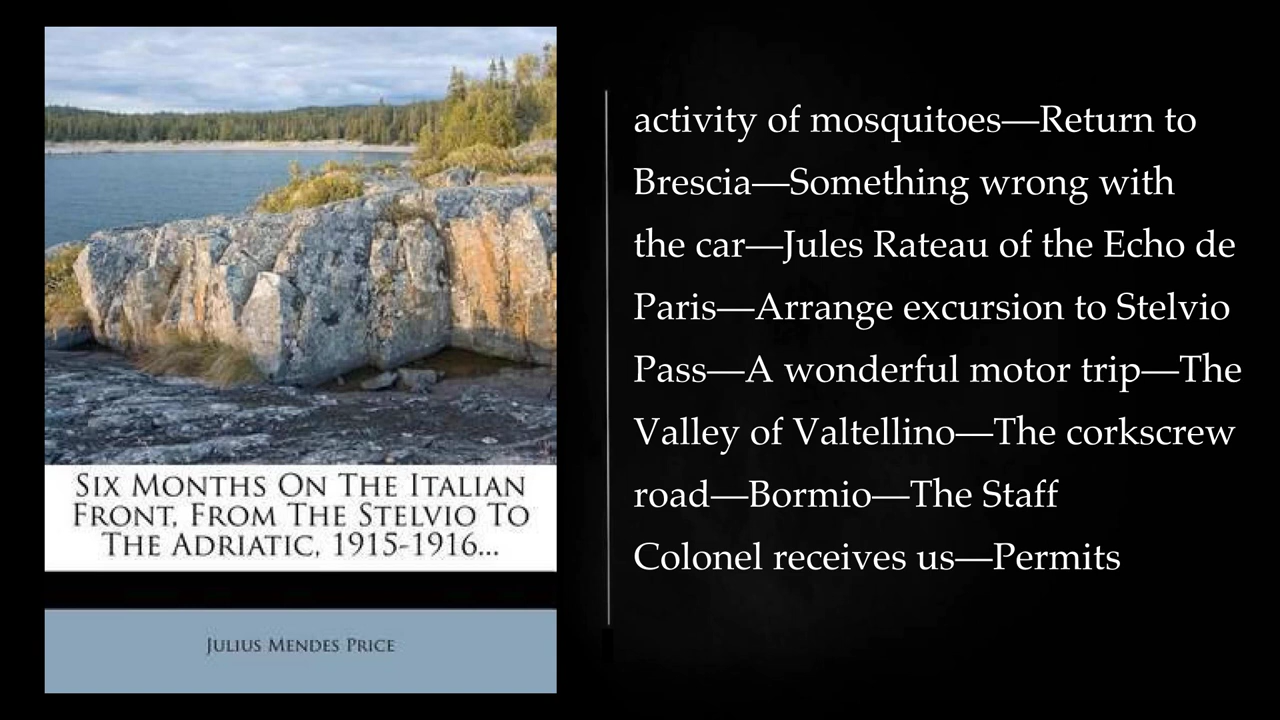 SIX MONTHS ON THE ITALIAN
FRONT, FROM THE STELVIO TO
THE ADRIATIC, 1915-1916...
JULIUS MENDES PRICE
activity of mosquitoes—Return to
Brescia—Something wrong with
the car—Jules Rateau of the Echo de
Paris—Arrange excursion to Stelvio
Pass—A wonderful motor trip—The
Valley of Valtellino—The corkscrew
road—Bormio—The Staff
Colonel receives us—Permits